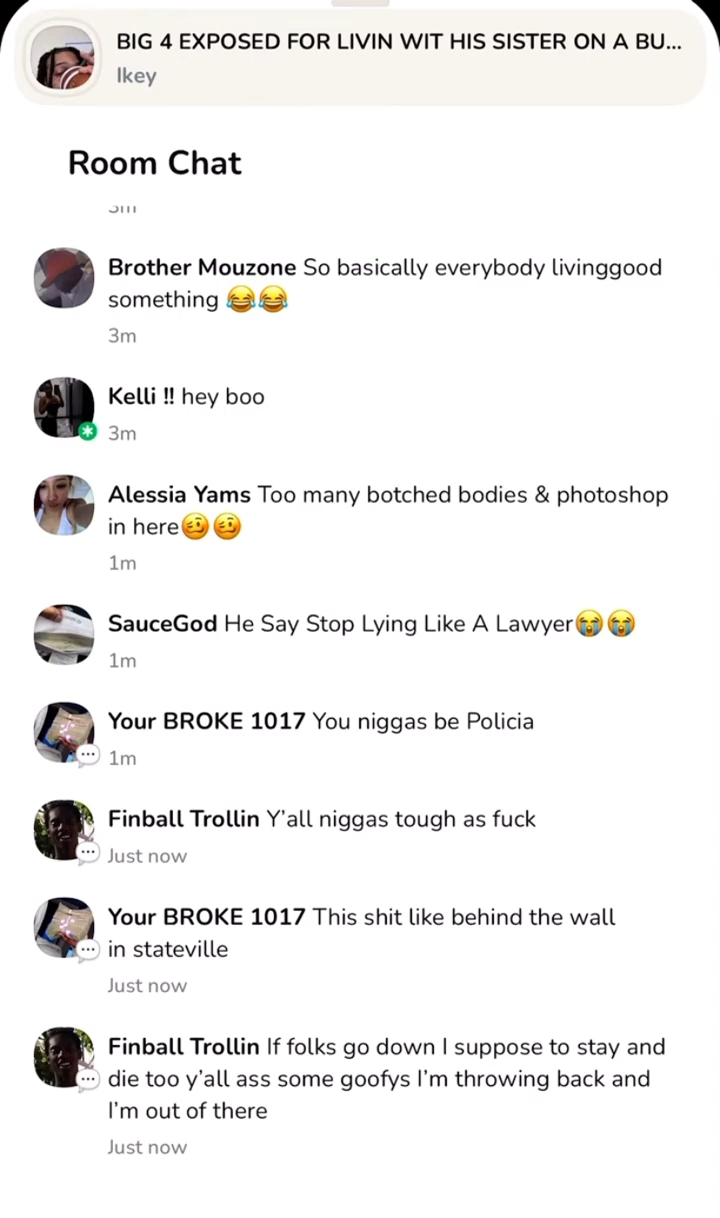 BIG 4 EXPOSED FOR LIVIN WIT HIS SISTER ON A BU...
Ikey
Room Chat
Brother Mouzone So basically everybody livinggood
something 😂😂
3m
Kelli !! hey boo
3m
Alessia Yams Too many botched bodies & photoshop
in here🥴🥴
1m
SauceGod He Say Stop Lying Like A Lawyer😭😭
1m
Your BROKE 1017 You niggas be Policia
1m
Finball Trollin Y'all niggas tough as fuck
Just now
Your BROKE 1017 This shit like behind the wall
in stateville
Just now
Finball Trollin If folks go down I suppose to stay and
die too y'all ass some goofys I'm throwing back and
I'm out of there
Just now